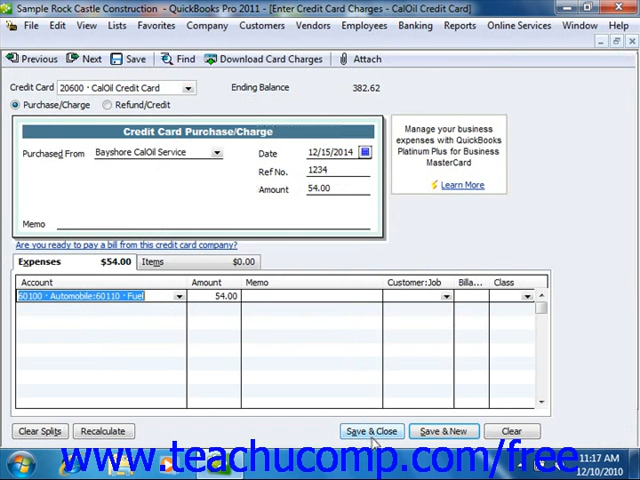 Sample Rock Castle Construction - QuickBooks Pro 2011 - [Enter Credit Card Charges - CalOil Credit Card]
File Edit View Lists Favorites Company Customers Vendors Employees Banking Reports Online Services Window Help
Previous Next Save Find Download Card Charges Attach
Credit Card 20600 · CalOil Credit Card Ending Balance 382.62
Purchase/Charge Refund/Credit
Credit Card Purchase/Charge
Purchased From Bayshore CalOil Service Date 12/15/2014
Ref No. 1234
Amount 54.00
Memo
Manage your business
expenses with QuickBooks
Platinum Plus for Business
MasterCard
Learn More
Are you ready to pay a bill from this credit card company?
Expenses $54.00 Items $0.00
Account Amount Memo Customer:Job Billa... Class
60100 · Automobile:60110 · Fuel 54.00
Clear Splits Recalculate Save & Close Save & New Clear
www.teachucomp.com/free
11:17 AM
12/10/2010